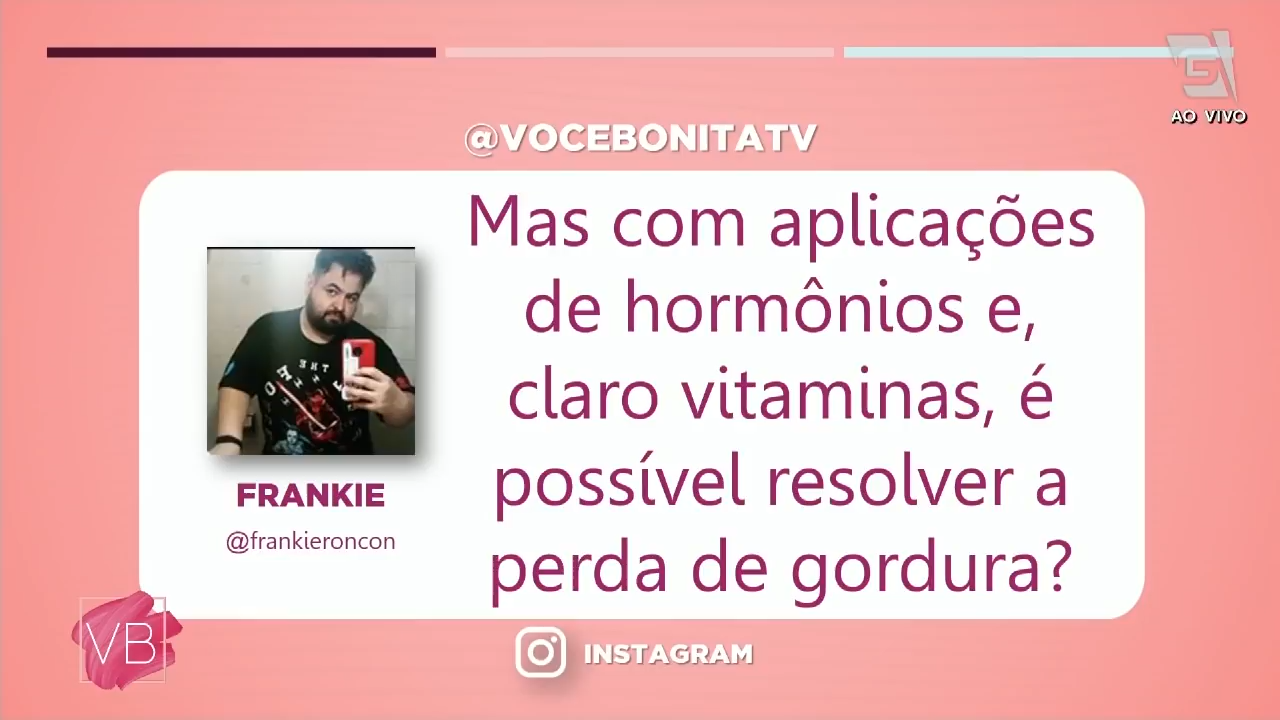 AO VIVO
@VOCEBONITATV
Mas com aplicações
de hormônios e,
claro vitaminas, é
possível resolver a
perda de gordura?
FRANKIE
@frankieroncon
VB
INSTAGRAM